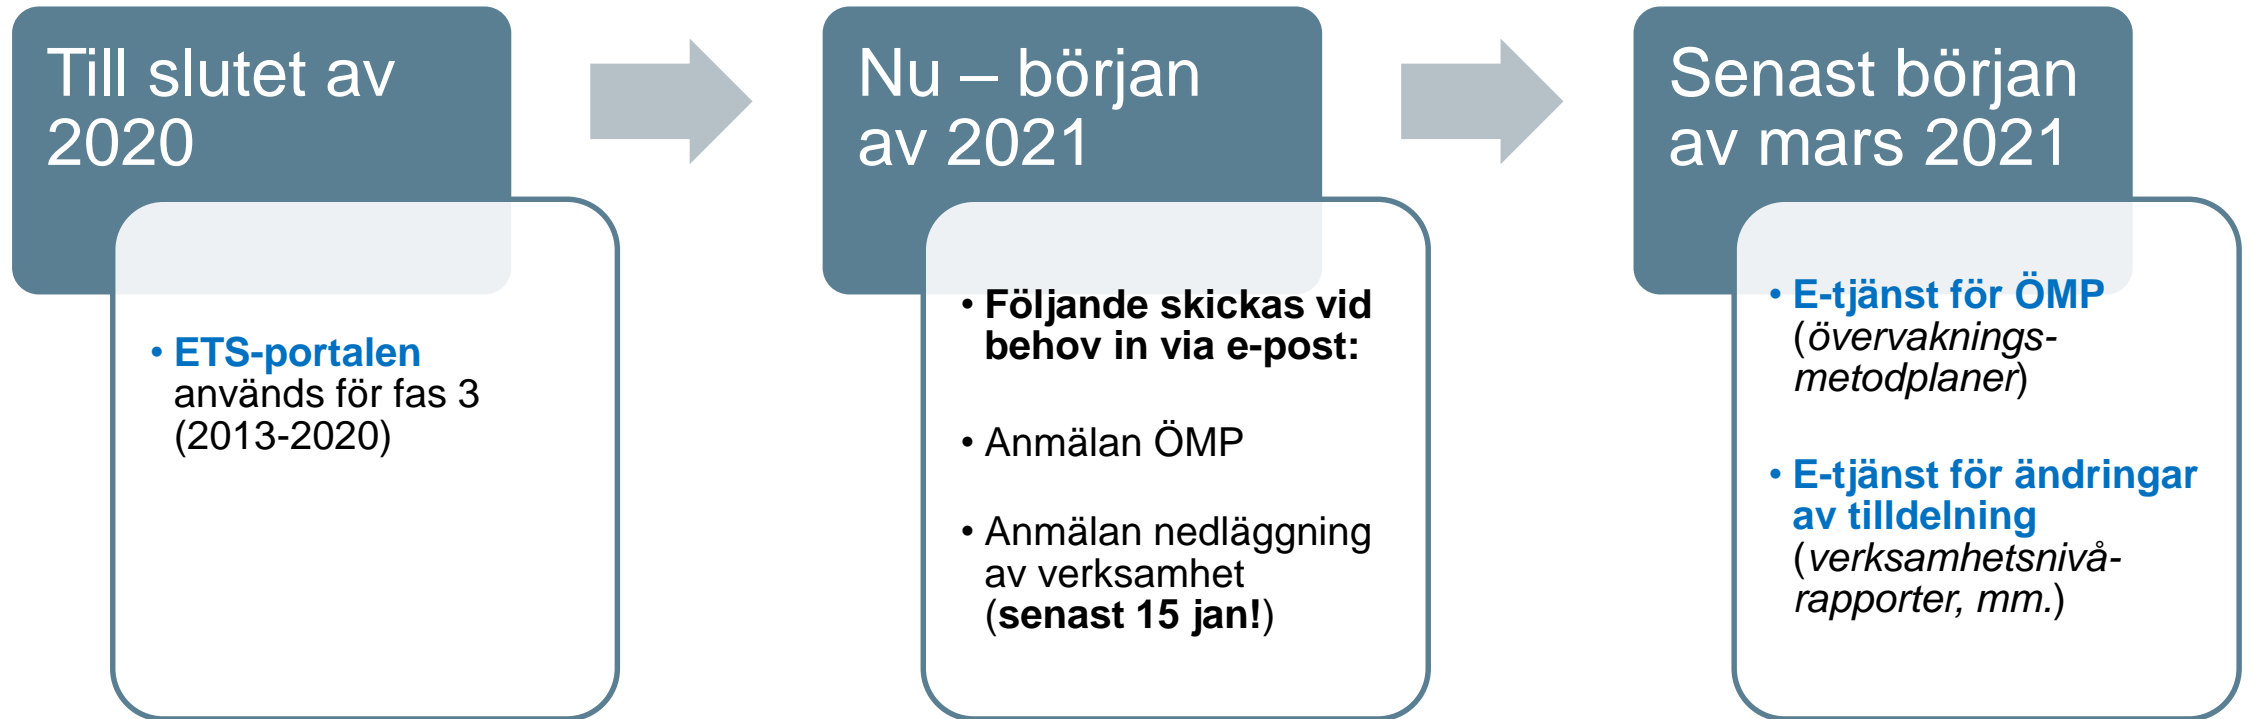 Till slutet av
2020
• ETS-portalen
används för fas 3
(2013-2020)
Nu – början
av 2021
• Följande skickas vid
behov in via e-post:
• Anmälan ÖMP
• Anmälan nedläggning
av verksamhet
(senast 15 jan!)
Senast början
av mars 2021
• E-tjänst för ÖMP
(övervaknings-
metodplaner)
• E-tjänst för ändringar
av tilldelning
(verksamhetsnivå-
rapporter, mm.)